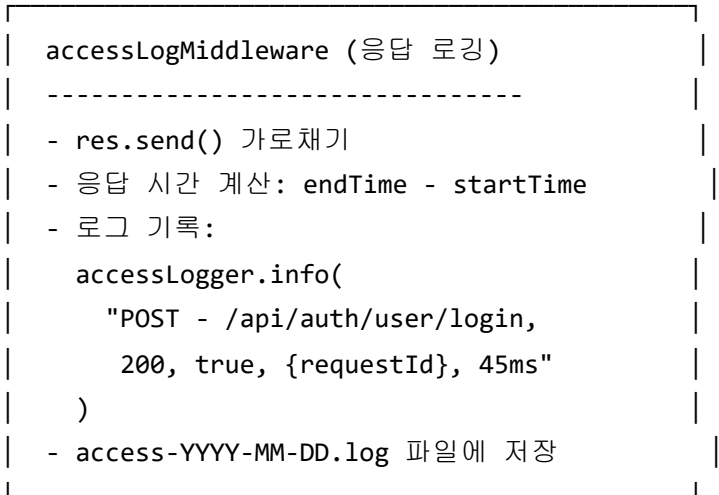 accessLogMiddleware (응답 로깅)
--------------------------------
- res.send() 가로채기
- 응답 시간 계산: endTime - startTime
- 로그 기록:
accessLogger.info(
"POST - /api/auth/user/login,
200, true, {requestId}, 45ms"
)
- access-YYYY-MM-DD.log 파일에 저장